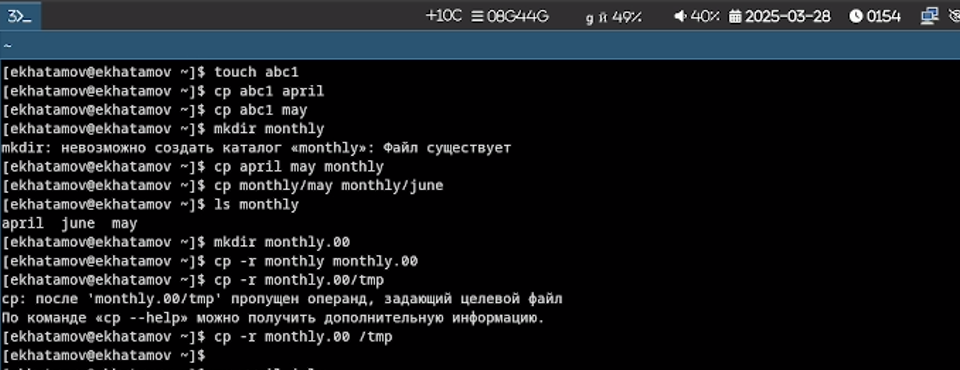 3>_ +10C 08G44G 49% 40% 2025-03-28 0154
~
[ekhatamov@ekhatamov ~]$ touch abc1
[ekhatamov@ekhatamov ~]$ cp abc1 april
[ekhatamov@ekhatamov ~]$ cp abc1 may
[ekhatamov@ekhatamov ~]$ mkdir monthly
mkdir: невозможно создать каталог «monthly»: Файл существует
[ekhatamov@ekhatamov ~]$ cp april may monthly
[ekhatamov@ekhatamov ~]$ cp monthly/may monthly/june
[ekhatamov@ekhatamov ~]$ ls monthly
april  june  may
[ekhatamov@ekhatamov ~]$ mkdir monthly.00
[ekhatamov@ekhatamov ~]$ cp -r monthly monthly.00
[ekhatamov@ekhatamov ~]$ cp -r monthly.00/tmp
cp: после 'monthly.00/tmp' пропущен операнд, задающий целевой файл
По команде «cp --help» можно получить дополнительную информацию.
[ekhatamov@ekhatamov ~]$ cp -r monthly.00 /tmp
[ekhatamov@ekhatamov ~]$